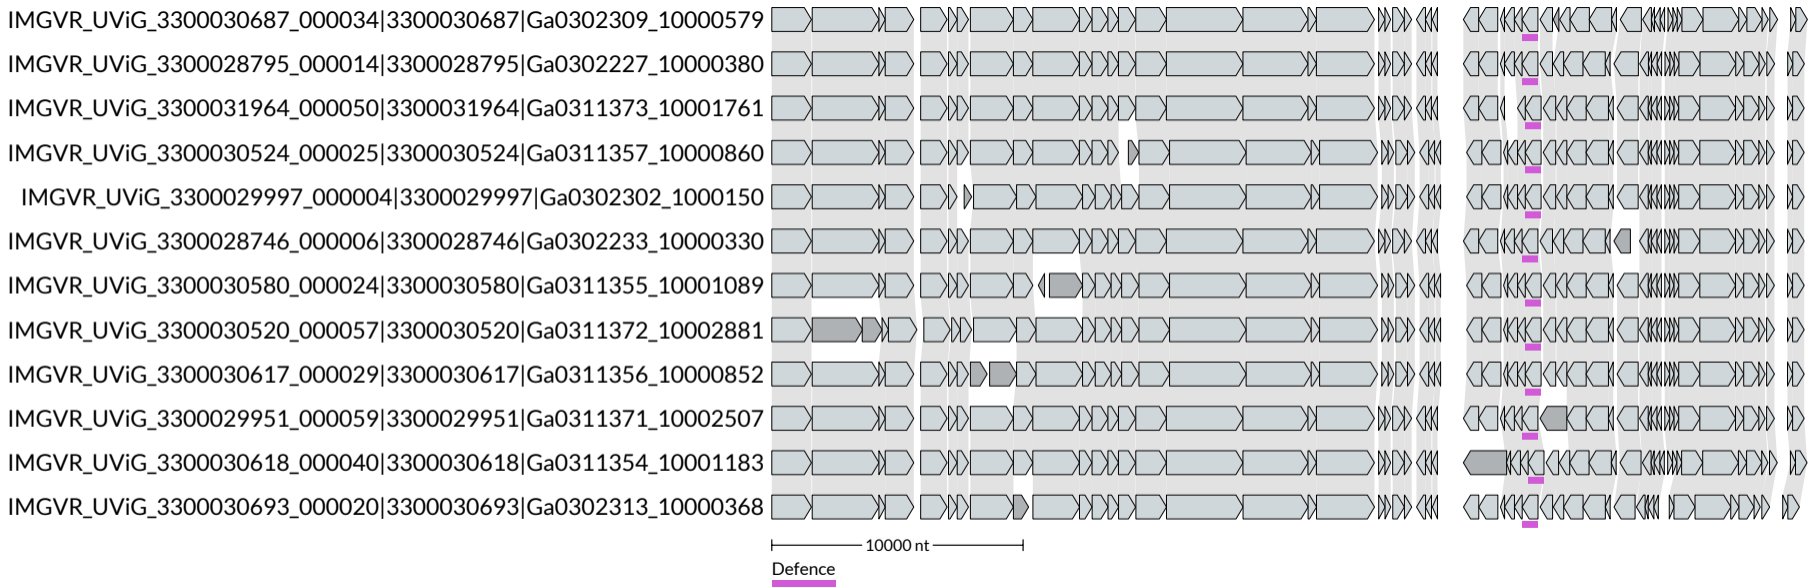 IMGVR_UViG_3300030687_000034|3300030687|Ga0302309_10000579
IMGVR_UViG_3300028795_000014|3300028795|Ga0302227_10000380
IMGVR_UViG_3300031964_000050|3300031964|Ga0311373_10001761
IMGVR_UViG_3300030524_000025|3300030524|Ga0311357_10000860
IMGVR_UViG_3300029997_000004|3300029997|Ga0302302_1000150
IMGVR_UViG_3300028746_000006|3300028746|Ga0302233_10000330
IMGVR_UViG_3300030580_000024|3300030580|Ga0311355_10001089
IMGVR_UViG_3300030520_000057|3300030520|Ga0311372_10002881
IMGVR_UViG_3300030617_000029|3300030617|Ga0311356_10000852
IMGVR_UViG_3300029951_000059|3300029951|Ga0311371_10002507
IMGVR_UViG_3300030618_000040|3300030618|Ga0311354_10001183
IMGVR_UViG_3300030693_000020|3300030693|Ga0302313_10000368
10000 nt
Defence